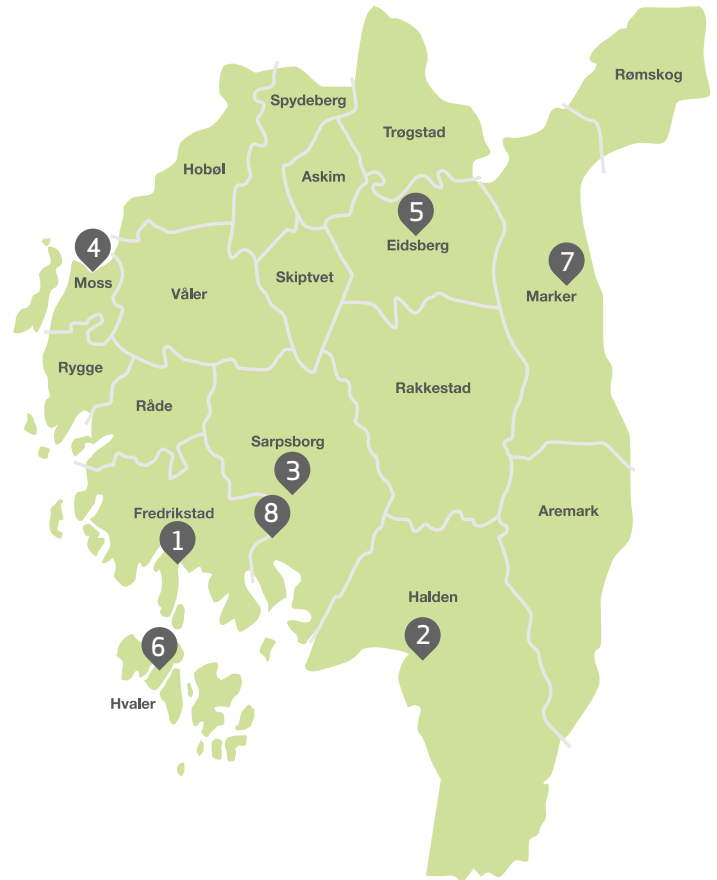 Rømskog
Spydeberg
Trøgstad
Hobøl
Askim
5
4
Eidsberg
7
Moss
Skiptvet
Våler
Marker
Rygge
Rakkestad
Råde
Sarpsborg
3
8
Fredrikstad
Aremark
1
Halden
2
6
Hvaler